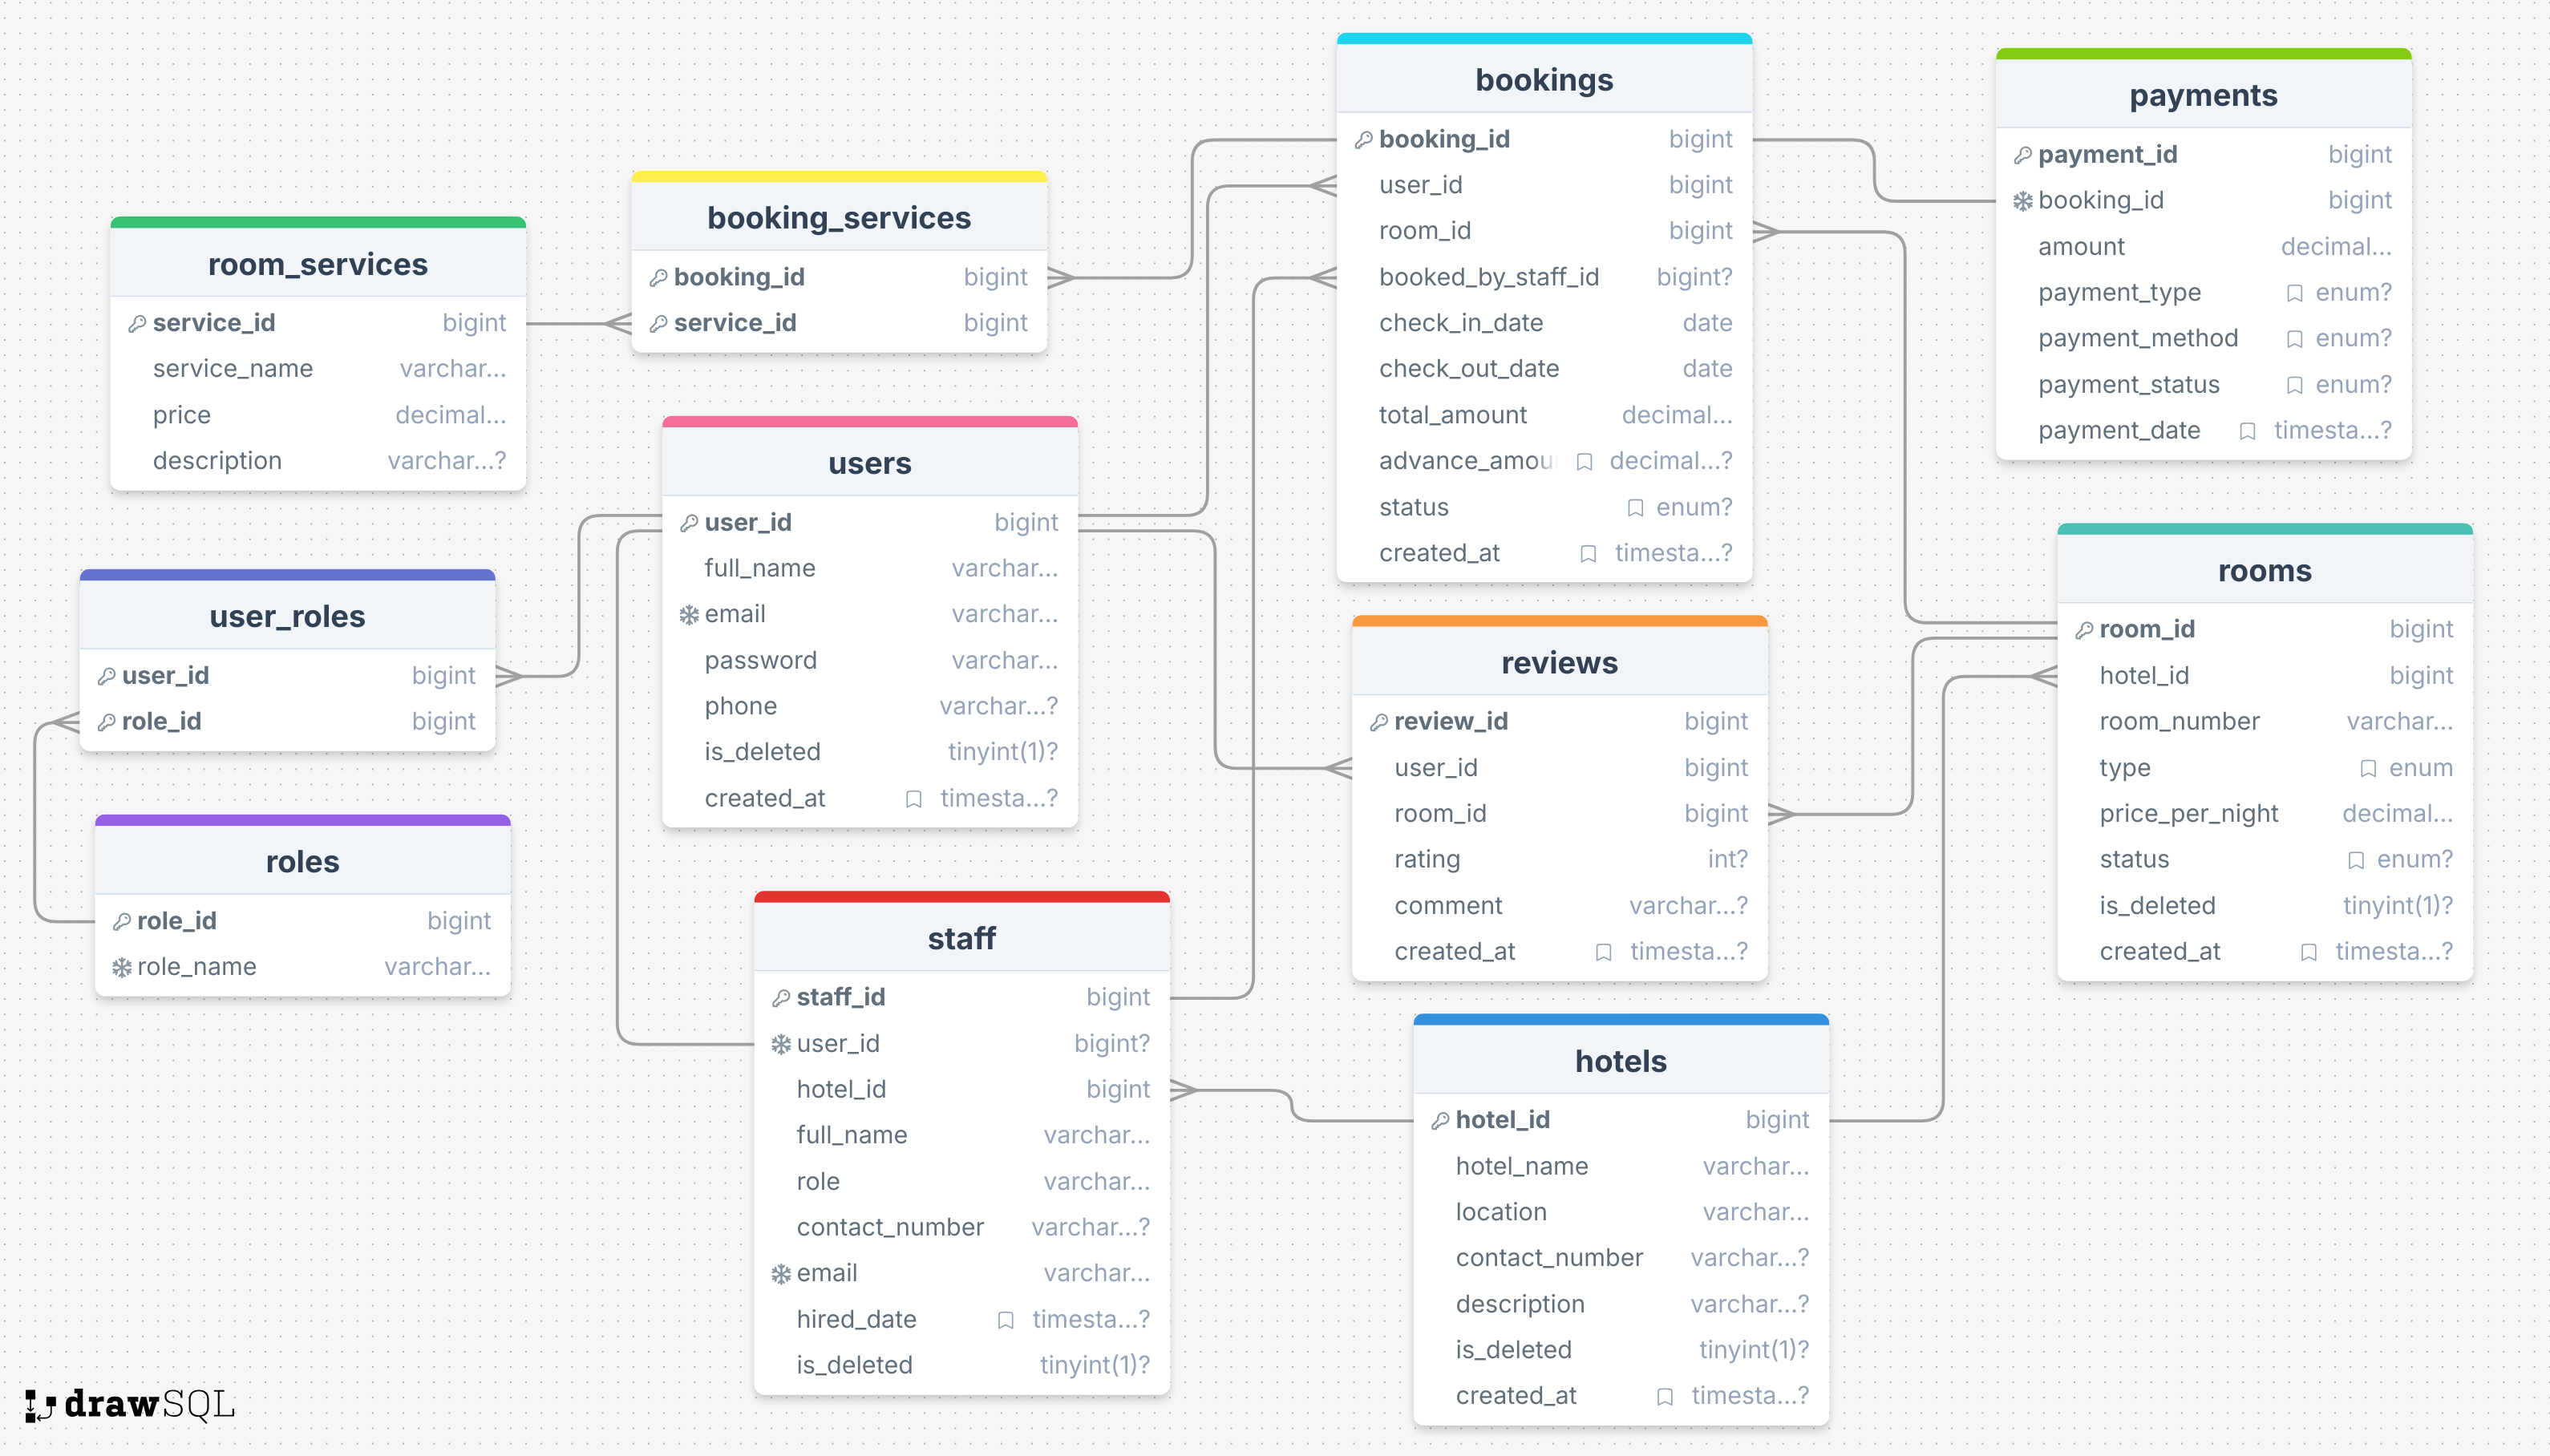 room_services
service_id bigint
service_name varchar...
price decimal...
description varchar...?
booking_services
booking_id bigint
service_id bigint
bookings
booking_id bigint
user_id bigint
room_id bigint
booked_by_staff_id bigint?
check_in_date date
check_out_date date
total_amount decimal...
advance_amou decimal...?
status enum?
created_at timesta...?
payments
payment_id bigint
booking_id bigint
amount decimal...
payment_type enum?
payment_method enum?
payment_status enum?
payment_date timesta...?
users
user_id bigint
full_name varchar...
email varchar...
password varchar...
phone varchar...?
is_deleted tinyint(1)?
created_at timesta...?
user_roles
user_id bigint
role_id bigint
roles
role_id bigint
role_name varchar...
reviews
review_id bigint
user_id bigint
room_id bigint
rating int?
comment varchar...?
created_at timesta...?
rooms
room_id bigint
hotel_id bigint
room_number varchar...
type enum
price_per_night decimal...
status enum?
is_deleted tinyint(1)?
created_at timesta...?
staff
staff_id bigint
user_id bigint?
hotel_id bigint
full_name varchar...
role varchar...
contact_number varchar...?
email varchar...
hired_date timesta...?
is_deleted tinyint(1)?
hotels
hotel_id bigint
hotel_name varchar...
location varchar...
contact_number varchar...?
description varchar...?
is_deleted tinyint(1)?
created_at timesta...?
drawSQL